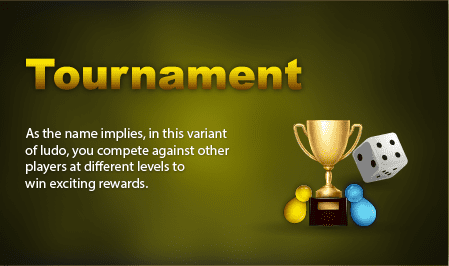 Tournament
As the name implies, in this variant
of ludo, you compete against other
players at different levels to
win exciting rewards.